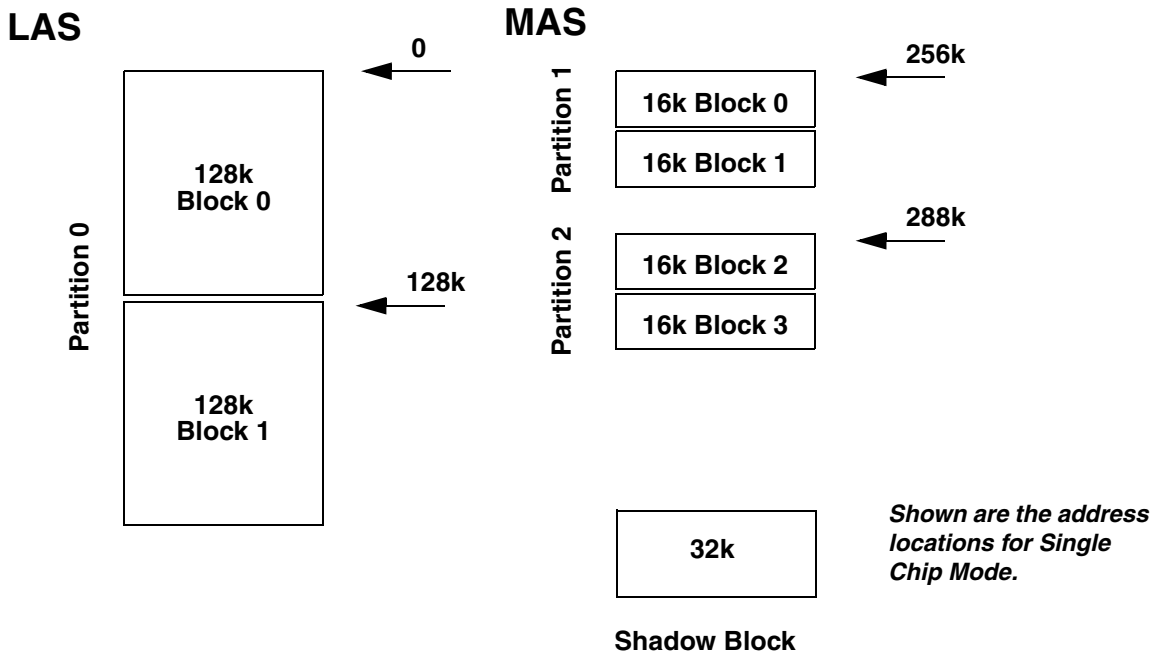 LAS
0
128k
Block 0
Partition 0
128k
128k
Block 1
MAS
256k
Partition 1
16k Block 0
16k Block 1
288k
Partition 2
16k Block 2
16k Block 3
32k
Shadow Block
Shown are the address
locations for Single
Chip Mode.